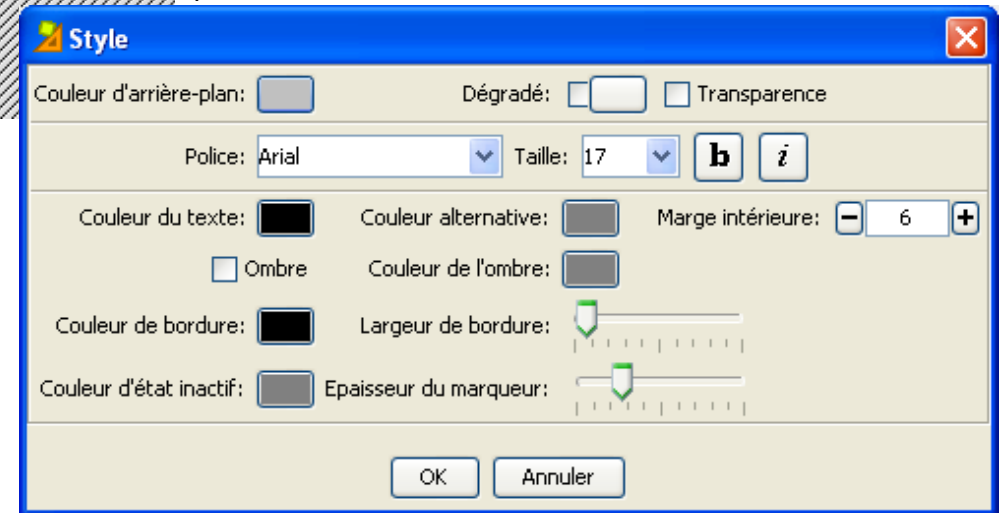 Style
Couleur d'arrière-plan: Dégradé: Transparence
Police: Arial Taille: 17 b i
Couleur du texte: Couleur alternative: Marge intérieure: 6
Ombre Couleur de l'ombre:
Couleur de bordure: Largeur de bordure:
Couleur d'état inactif: Epaisseur du marqueur:
OK Annuler